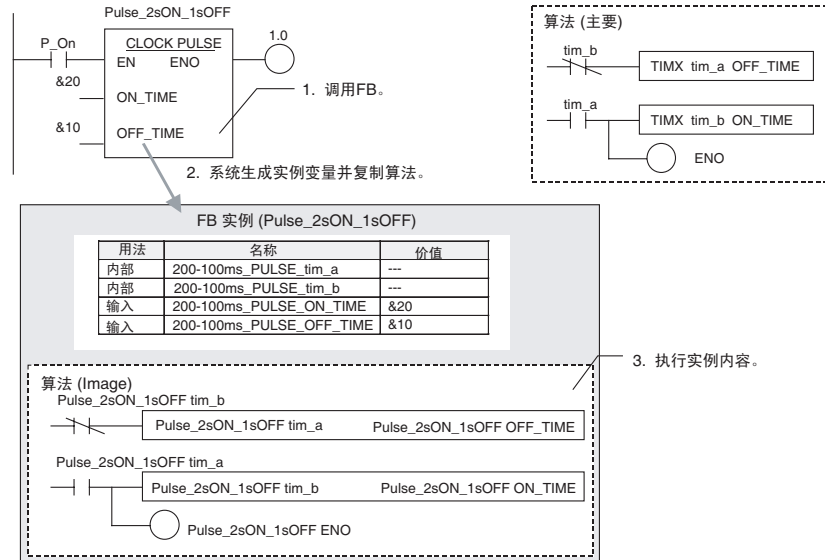 Pulse_2sON_1sOFF
P_On
CLOCK PULSE
1.0
EN ENO
&20
ON_TIME
1. 调用FB。
&10
OFF_TIME
2. 系统生成实例变量并复制算法。
算法 (主要)
tim_b
TIMX tim_a OFF_TIME
tim_a
TIMX tim_b ON_TIME
ENO
FB 实例 (Pulse_2sON_1sOFF)
用法 名称 价值
内部 200-100ms_PULSE_tim_a ---
内部 200-100ms_PULSE_tim_b ---
输入 200-100ms_PULSE_ON_TIME &20
输入 200-100ms_PULSE_OFF_TIME &10
3. 执行实例内容。
算法 (Image)
Pulse_2sON_1sOFF tim_b
Pulse_2sON_1sOFF tim_a Pulse_2sON_1sOFF OFF_TIME
Pulse_2sON_1sOFF tim_a
Pulse_2sON_1sOFF tim_b Pulse_2sON_1sOFF ON_TIME
Pulse_2sON_1sOFF ENO